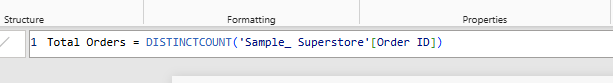 Structure Formatting Properties
1 Total Orders = DISTINCTCOUNT('Sample_ Superstore'[Order ID])